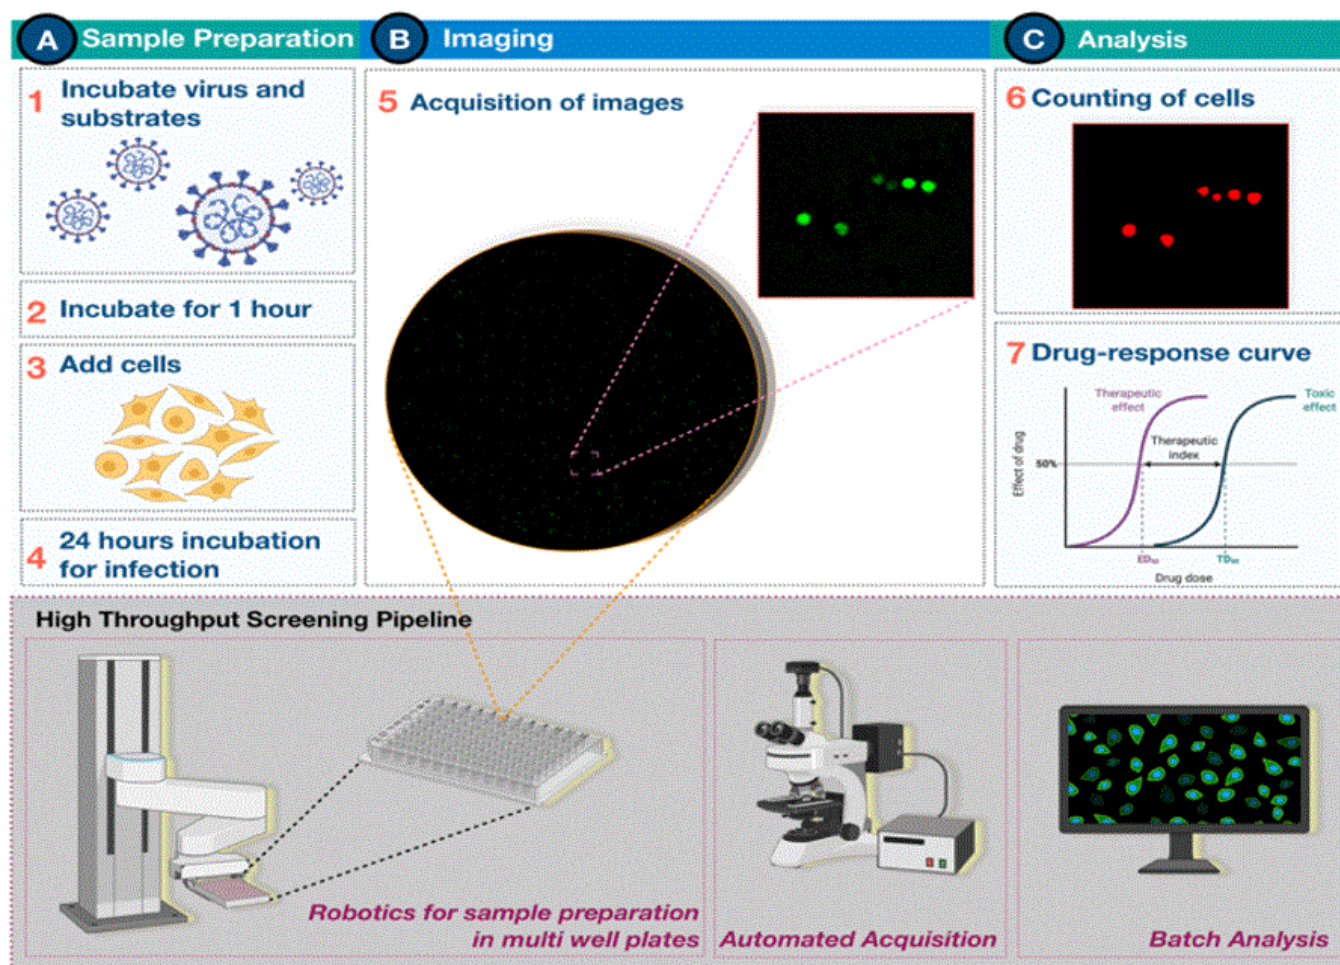 A Sample Preparation
1 Incubate virus and
substrates
2 Incubate for 1 hour
3 Add cells
4 24 hours incubation
for infection
B Imaging
5 Acquisition of images
C Analysis
6 Counting of cells
7 Drug-response curve
Therapeutic
effect
Toxic
effect
Therapeutic
index
50%
Effect of drug
ED₅₀
TD₅₀
Drug dose
High Throughput Screening Pipeline
Robotics for sample preparation
in multi well plates
Automated Acquisition
Batch Analysis